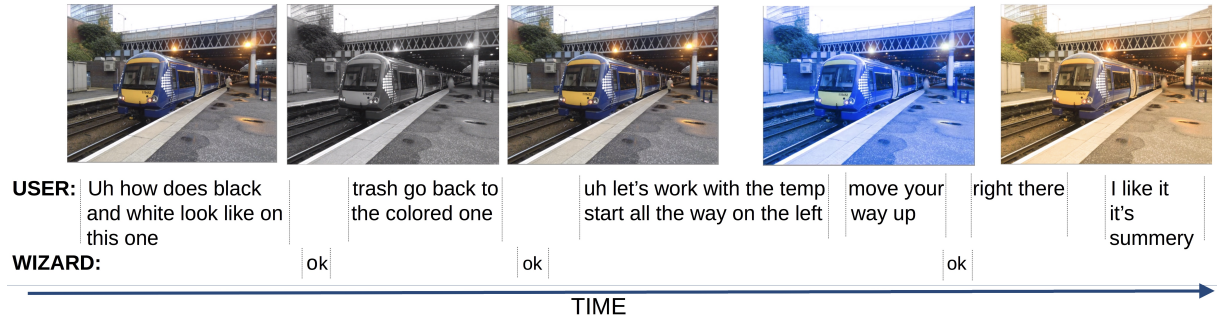 USER: Uh how does black
and white look like on
this one
trash go back to
the colored one
uh let's work with the temp
start all the way on the left
move your
way up
right there
I like it
it's
summery
WIZARD: ok ok ok
TIME